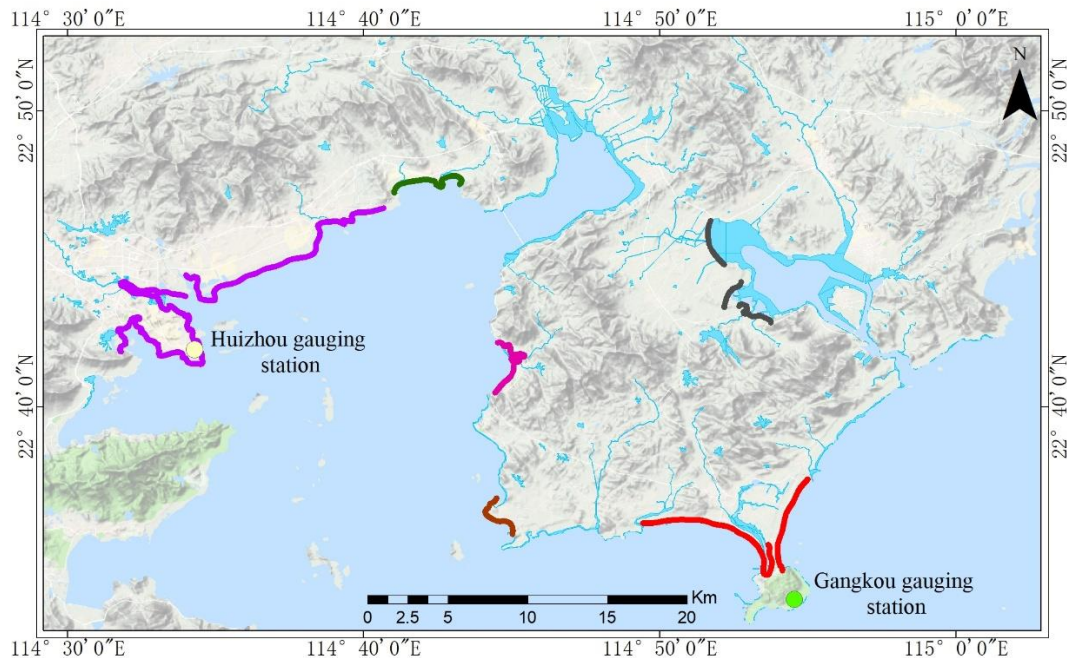 114° 30′ 0″E 114° 40′ 0″E 114° 50′ 0″E 115° 0′ 0″E
N
22° 50′ 0″N 22° 50′ 0″N
Huizhou gauging
station
22° 40′ 0″N 22° 40′ 0″N
Gangkou gauging
station
Km
0 2.5 5 10 15 20
114° 30′ 0″E 114° 40′ 0″E 114° 50′ 0″E 115° 0′ 0″E